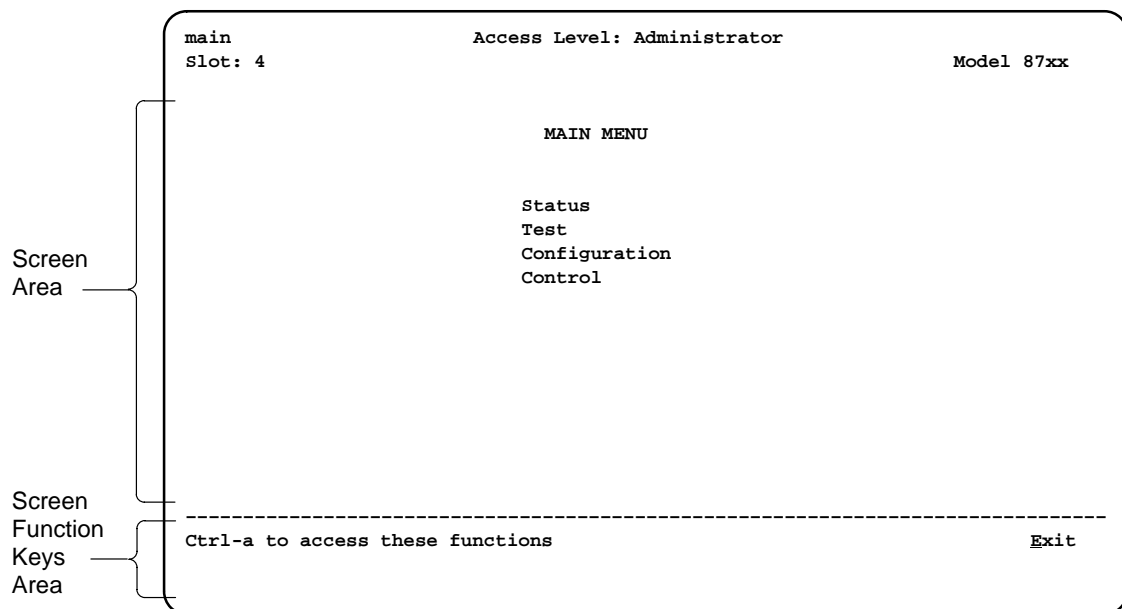 main Access Level: Administrator
Slot: 4 Model 87xx
MAIN MENU
Status
Test
Configuration
Control
Screen
Area
Screen
Function
Keys
Area
Ctrl-a to access these functions Exit